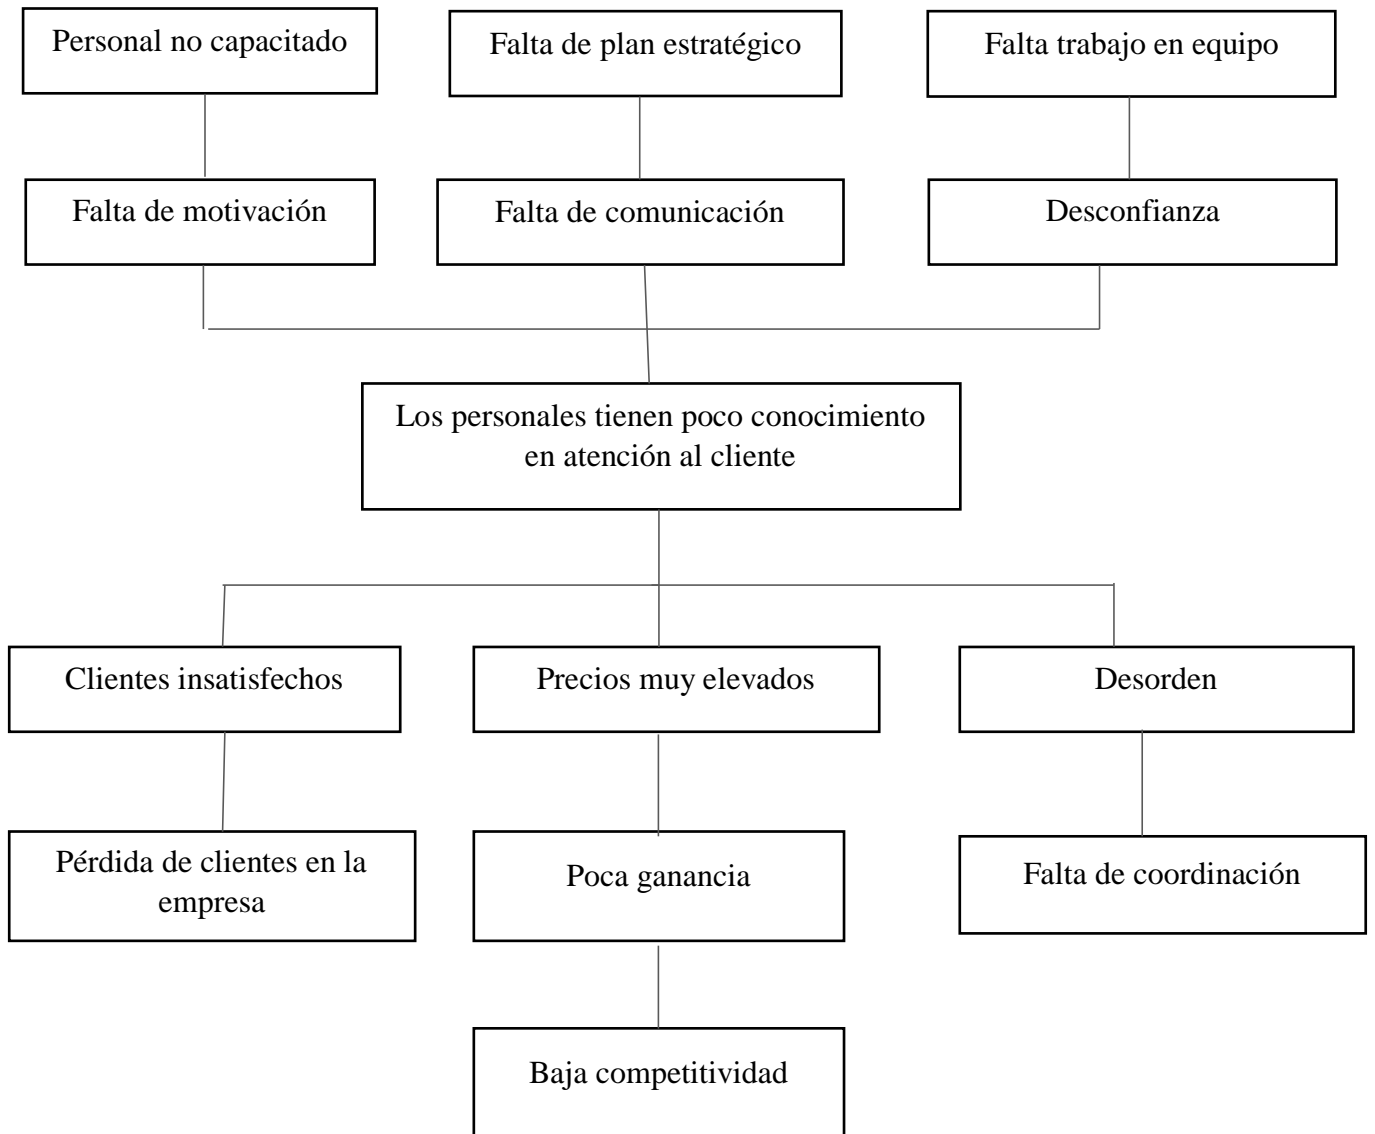 Personal no capacitado
Falta de plan estratégico
Falta trabajo en equipo
Falta de motivación
Falta de comunicación
Desconfianza
Los personales tienen poco conocimiento
en atención al cliente
Clientes insatisfechos
Precios muy elevados
Desorden
Pérdida de clientes en la
empresa
Poca ganancia
Falta de coordinación
Baja competitividad